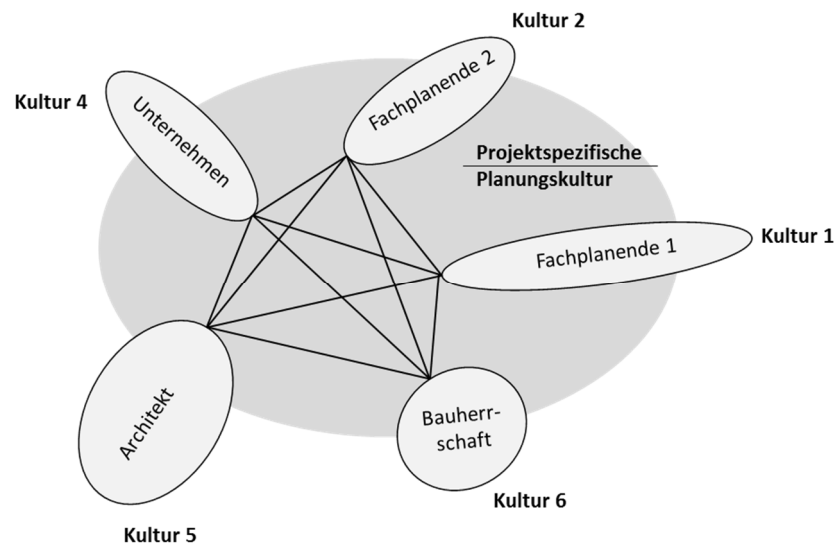 Kultur 2
Fachplanende 2
Kultur 4
Unternehmen
Projektspezifische
Planungskultur
Kultur 1
Fachplanende 1
Architekt
Bauherr-
schaft
Kultur 6
Kultur 5